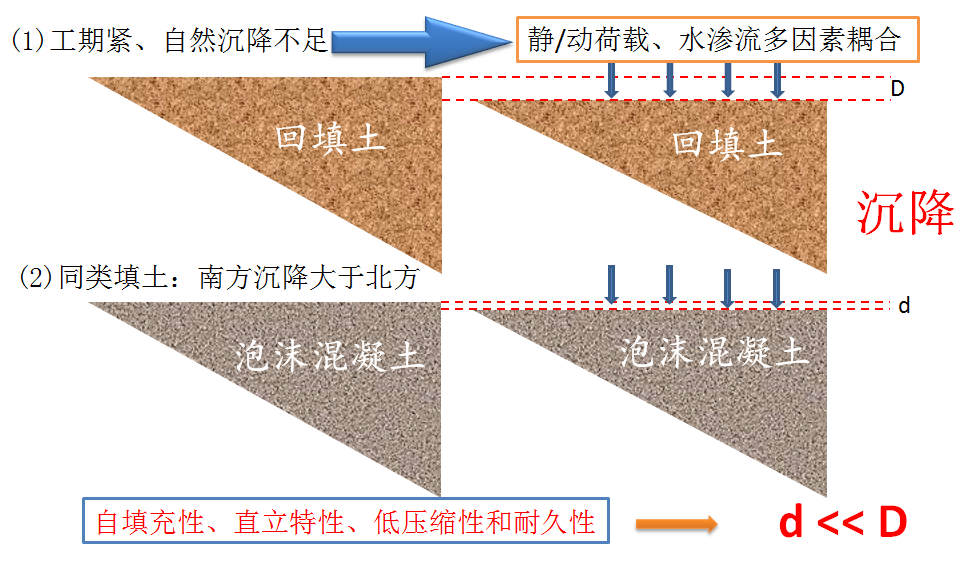 (1)工期紧、自然沉降不足
静/动荷载、水渗流多因素耦合
D
回填土
回填土
沉降
(2)同类填土：南方沉降大于北方
d
泡沫混凝土
泡沫混凝土
自填充性、直立特性、低压缩性和耐久性
d << D